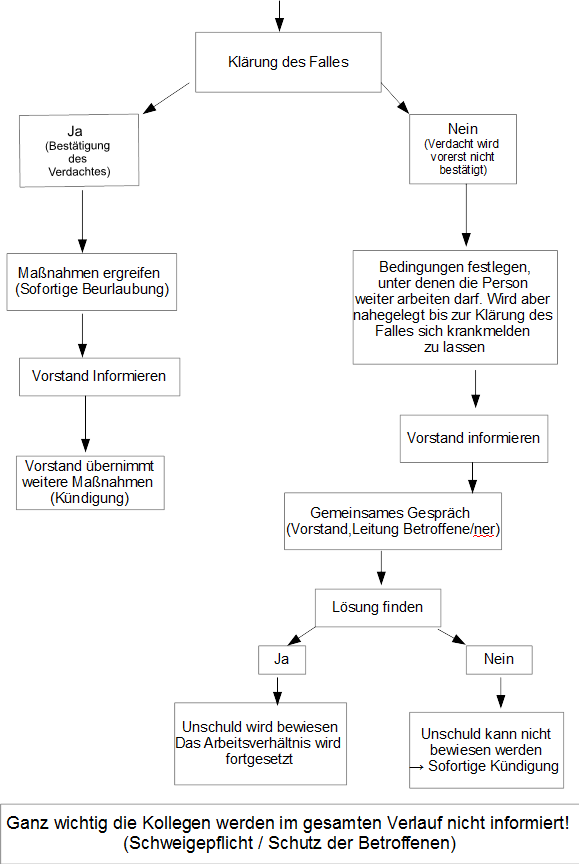 Klärung des Falles
Ja
(Bestätigung
des
Verdachtes)
Nein
(Verdacht wird
vorerst nicht
bestätigt)
Maßnahmen ergreifen
(Sofortige Beurlaubung)
Bedingungen festlegen,
unter denen die Person
weiter arbeiten darf. Wird aber
nahegelegt bis zur Klärung des
Falles sich krankmelden
zu lassen
Vorstand Informieren
Vorstand informieren
Vorstand übernimmt
weitere Maßnahmen
(Kündigung)
Gemeinsames Gespräch
(Vorstand,Leitung Betroffene/ner)
Lösung finden
Ja
Nein
Unschuld wird bewiesen
Das Arbeitsverhältnis wird
fortgesetzt
Unschuld kann nicht
bewiesen werden
→ Sofortige Kündigung
Ganz wichtig die Kollegen werden im gesamten Verlauf nicht informiert!
(Schweigepflicht / Schutz der Betroffenen)